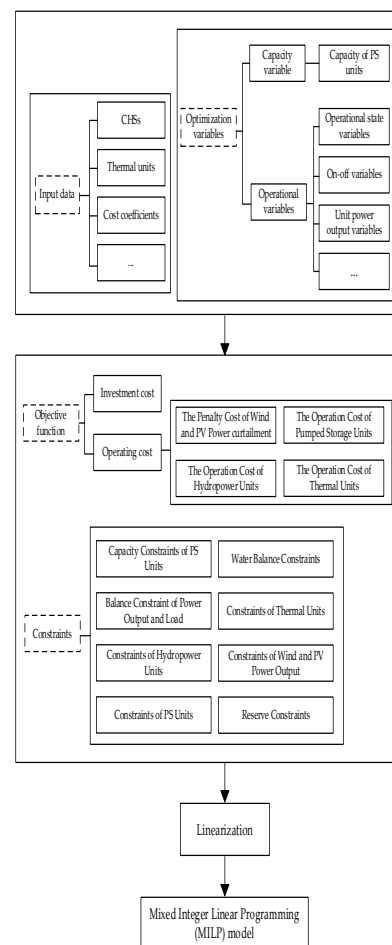 Input data
CHSs
Thermal units
Cost coefficients
...
Optimization
variables
Capacity
variable
Capacity of PS
units
Operational
variables
Operational state
variables
On-off variables
Unit power
output variables
...
Objective
function
Investment cost
Operating cost
The Penalty Cost of Wind
and PV Power curtailment
The Operation Cost of
Pumped Storage Units
The Operation Cost of
Hydropower Units
The Operation Cost of
Thermal Units
Constraints
Capacity Constraints of PS
Units
Water Balance Constraints
Balance Constraint of Power
Output and Load
Constraints of Thermal Units
Constraints of Hydropower
Units
Constraints of Wind and PV
Power Output
Constraints of PS Units
Reserve Constraints
Linearization
Mixed Integer Linear Programming
(MILP) model